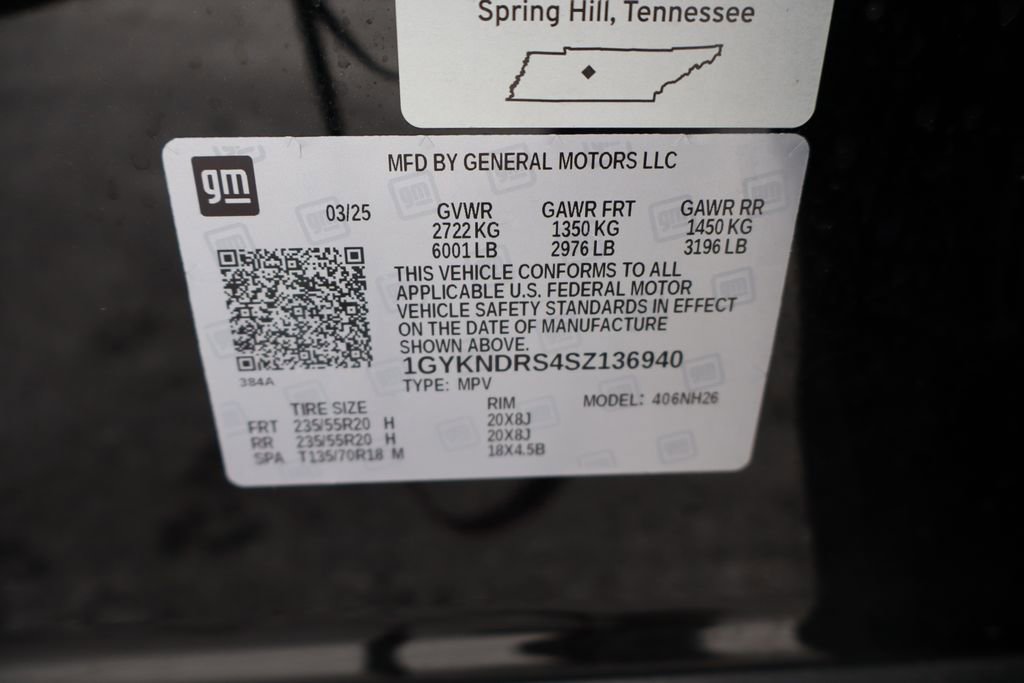 Spring Hill, Tennessee
gm
MFD BY GENERAL MOTORS LLC
03/25 GVWR GAWR FRT GAWR RR
2722 KG 1350 KG 1450 KG
6001 LB 2976 LB 3196 LB
THIS VEHICLE CONFORMS TO ALL
APPLICABLE U.S. FEDERAL MOTOR
VEHICLE SAFETY STANDARDS IN EFFECT
ON THE DATE OF MANUFACTURE
SHOWN ABOVE.
1GYKNDRS4SZ136940
384A
TYPE: MPV
TIRE SIZE RIM MODEL: 406NH26
FRT 235/55R20 H 20X8J
RR 235/55R20 H 20X8J
SPA T135/70R18 M 18X4.5B